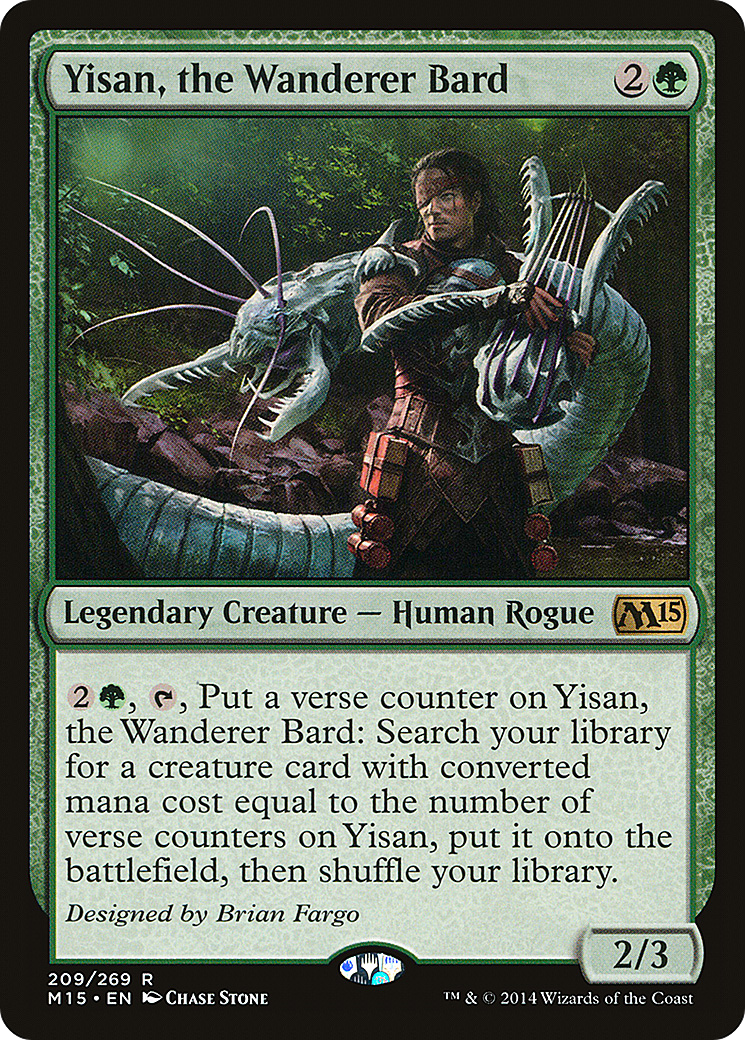 Yisan, the Wanderer Bard 2
Legendary Creature — Human Rogue M15
2, , Put a verse counter on Yisan,
the Wanderer Bard: Search your library
for a creature card with converted
mana cost equal to the number of
verse counters on Yisan, put it onto the
battlefield, then shuffle your library.
Designed by Brian Fargo
2/3
209/269 R
M15 • EN Chase Stone
™ & © 2014 Wizards of the Coast